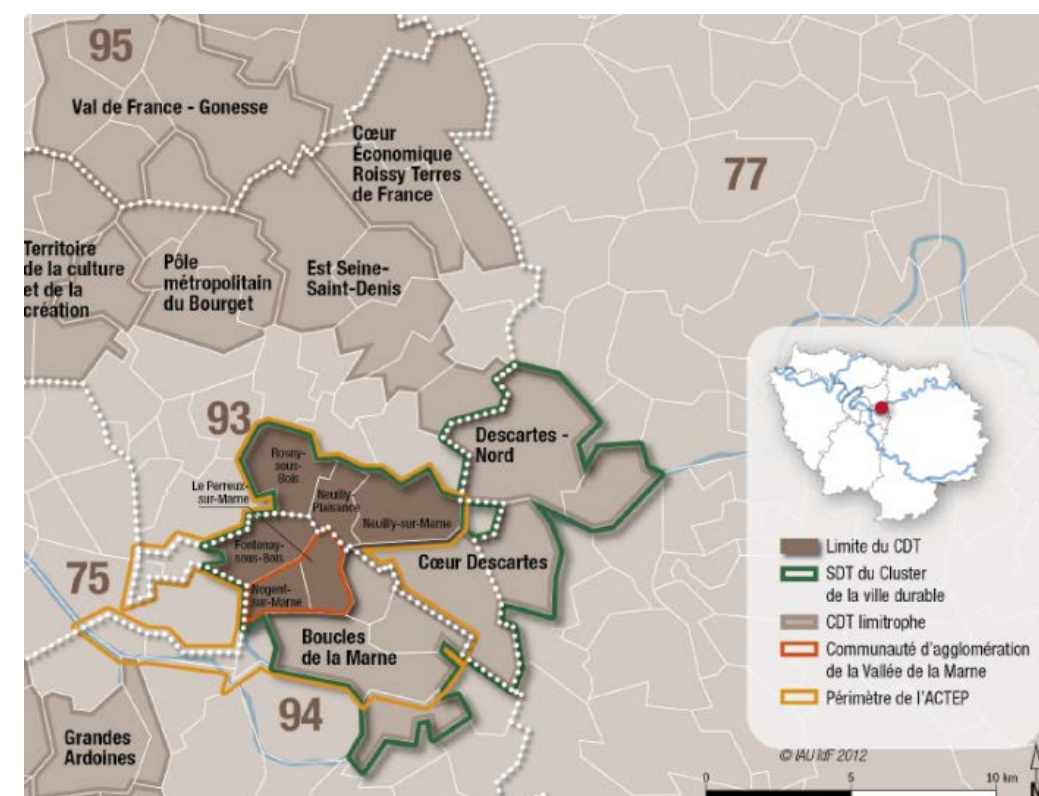 95
Val de France - Gonesse
Cœur
Économique
Roissy Terres
de France
77
Territoire
de la culture
et de la
création
Pôle
métropolitain
du Bourget
Est Seine-
Saint-Denis
93
Descartes -
Nord
Rosny-
sous-
Bois
Le Perreux-
sur-Marne
Neuilly-
Plaisance
Neuilly-sur-Marne
Fontenay-
sous-Bois
Cœur Descartes
75
Nogent-
sur-Marne
Boucles
de la Marne
94
Grandes
Ardoines
Limite du CDT
SDT du Cluster
de la ville durable
CDT limitrophe
Communauté d'agglomération
de la Vallée de la Marne
Périmètre de l'ACTEP
© IAU îdF 2012
0
5
10 km
N